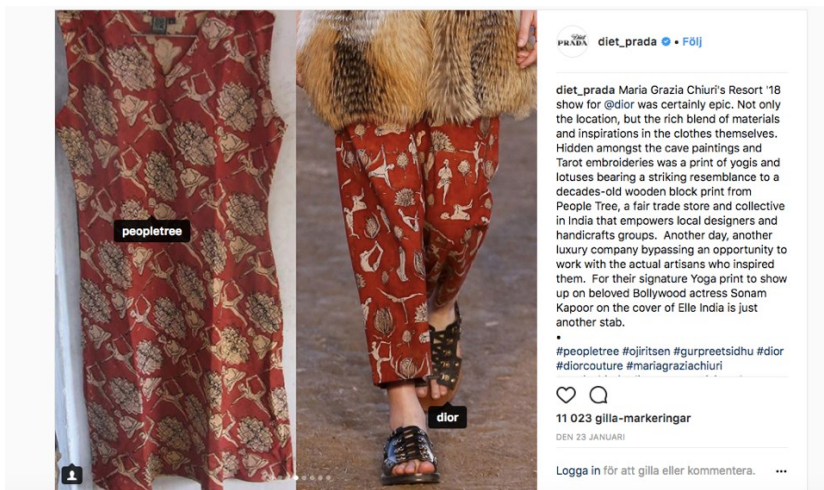 peopletree
dior
Diet
PRADA
diet_prada • Följ
diet_prada Maria Grazia Chiuri's Resort '18
show for @dior was certainly epic. Not only
the location, but the rich blend of materials
and inspirations in the clothes themselves.
Hidden amongst the cave paintings and
Tarot embroideries was a print of yogis and
lotuses bearing a striking resemblance to a
decades-old wooden block print from
People Tree, a fair trade store and collective
in India that empowers local designers and
handicrafts groups.  Another day, another
luxury company bypassing an opportunity to
work with the actual artisans who inspired
them.  For their signature Yoga print to show
up on beloved Bollywood actress Sonam
Kapoor on the cover of Elle India is just
another stab.
•
#peopletree #ojiritsen #gurpreetsidhu #dior
#diorcouture #mariagraziachiuri
11 023 gilla-markeringar
DEN 23 JANUARI
Logga in för att gilla eller kommentera.